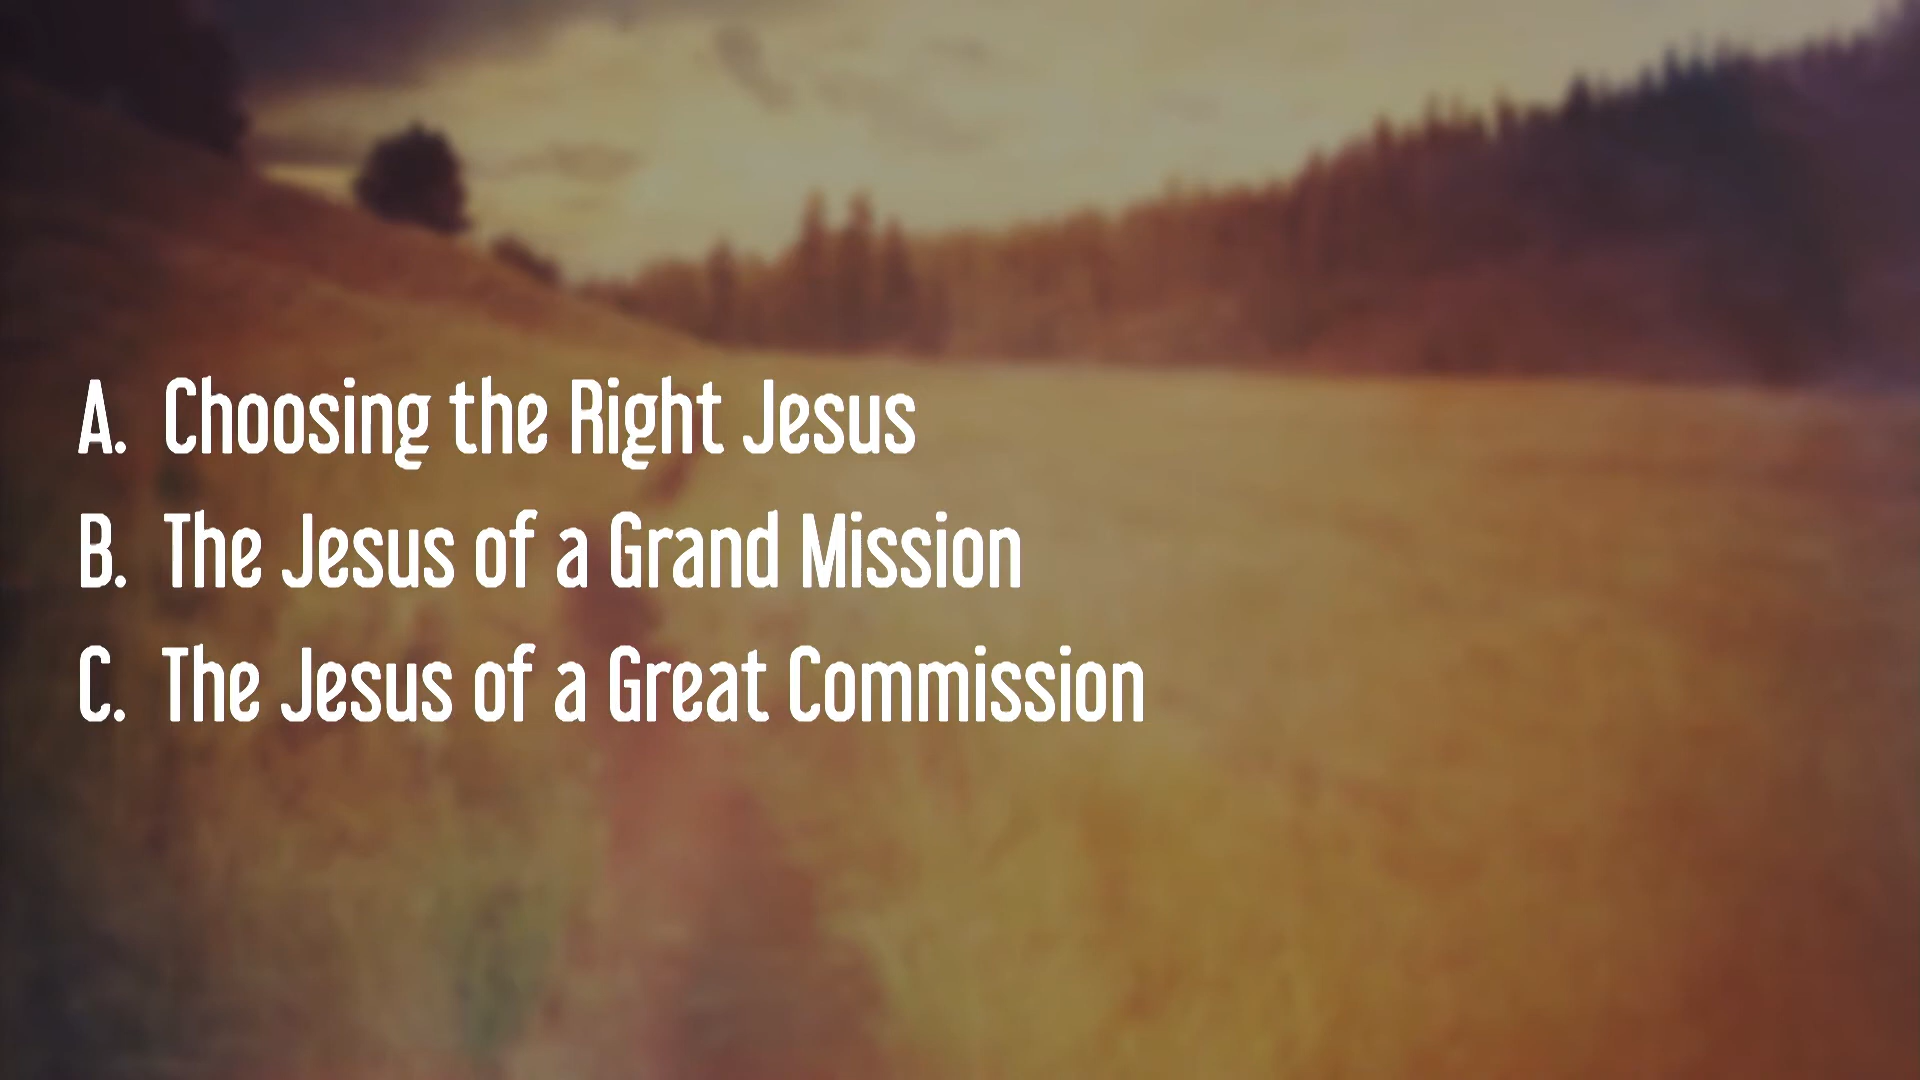 A. Choosing the Right Jesus
B. The Jesus of a Grand Mission
C. The Jesus of a Great Commission